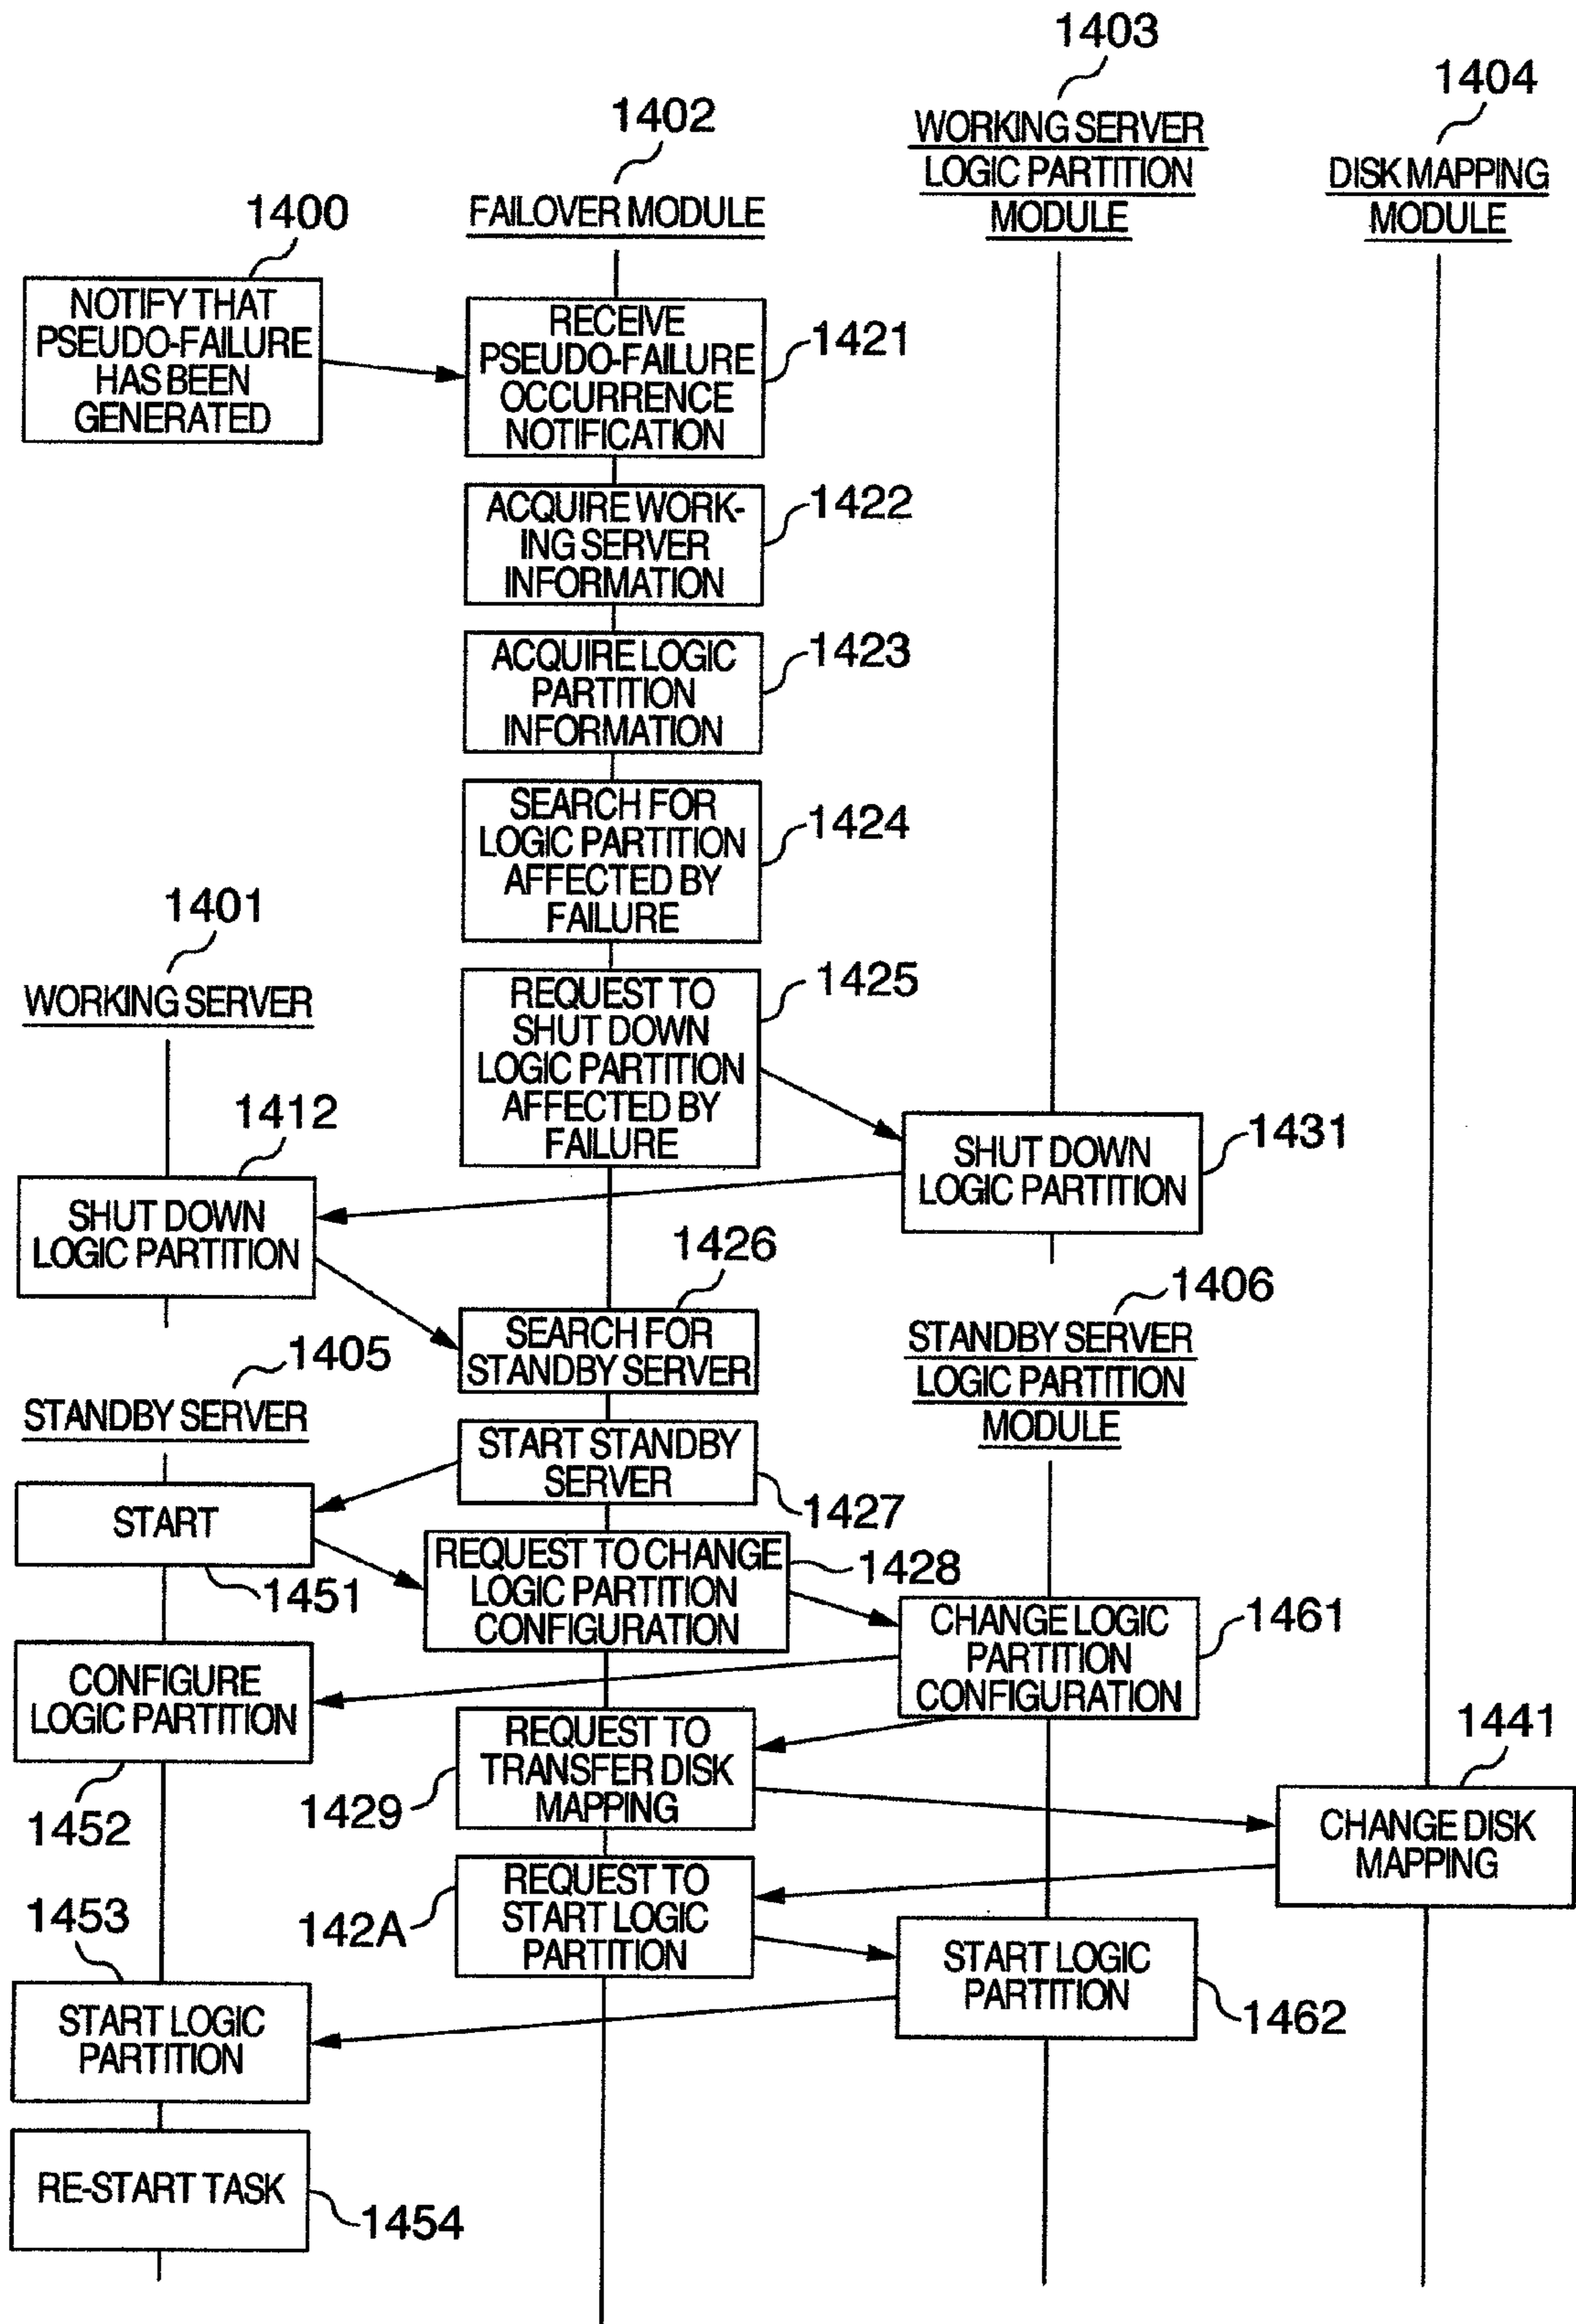 1403
1404
1402
WORKING SERVER
LOGIC PARTITION
MODULE
DISK MAPPING
MODULE
1400
FAILOVER MODULE
NOTIFY THAT
PSEUDO-FAILURE
HAS BEEN
GENERATED
RECEIVE
PSEUDO-FAILURE
OCCURRENCE
NOTIFICATION
1421
ACQUIRE WORK-
ING SERVER
INFORMATION
1422
ACQUIRE LOGIC
PARTITION
INFORMATION
1423
SEARCH FOR
LOGIC PARTITION
AFFECTED BY
FAILURE
1424
1401
WORKING SERVER
REQUEST TO
SHUT DOWN
LOGIC PARTITION
AFFECTED BY
FAILURE
1425
1412
SHUT DOWN
LOGIC PARTITION
1431
SHUT DOWN
LOGIC PARTITION
1426
SEARCH FOR
STANDBY SERVER
1406
STANDBY SERVER
LOGIC PARTITION
MODULE
1405
STANDBY SERVER
START STANDBY
SERVER
1427
START
1451
REQUEST TO CHANGE
LOGIC PARTITION
CONFIGURATION
1428
CHANGE LOGIC
PARTITION
CONFIGURATION
1461
CONFIGURE
LOGIC PARTITION
1452
REQUEST TO
TRANSFER DISK
MAPPING
1429
1441
CHANGE DISK
MAPPING
REQUEST TO
START LOGIC
PARTITION
142A
START LOGIC
PARTITION
1462
1453
START LOGIC
PARTITION
RE-START TASK
1454